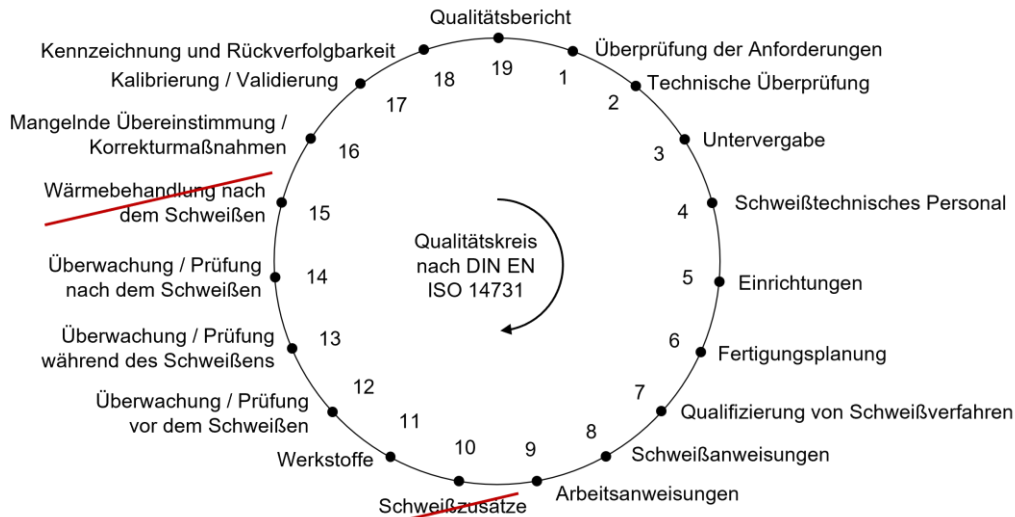 Qualitätsbericht
Kennzeichnung und Rückverfolgbarkeit
18
19
1
Überprüfung der Anforderungen
Kalibrierung / Validierung
17
2
Technische Überprüfung
Mangelnde Übereinstimmung /
Korrekturmaßnahmen
16
3
Untervergabe
Wärmebehandlung nach
dem Schweißen
15
4
Schweißtechnisches Personal
Qualitätskreis
nach DIN EN
ISO 14731
Überwachung / Prüfung
nach dem Schweißen
14
5
Einrichtungen
Überwachung / Prüfung
während des Schweißens
13
6
Fertigungsplanung
Überwachung / Prüfung
vor dem Schweißen
12
7
Qualifizierung von Schweißverfahren
Werkstoffe
11
8
Schweißanweisungen
10
9
Schweißzusätze
Arbeitsanweisungen